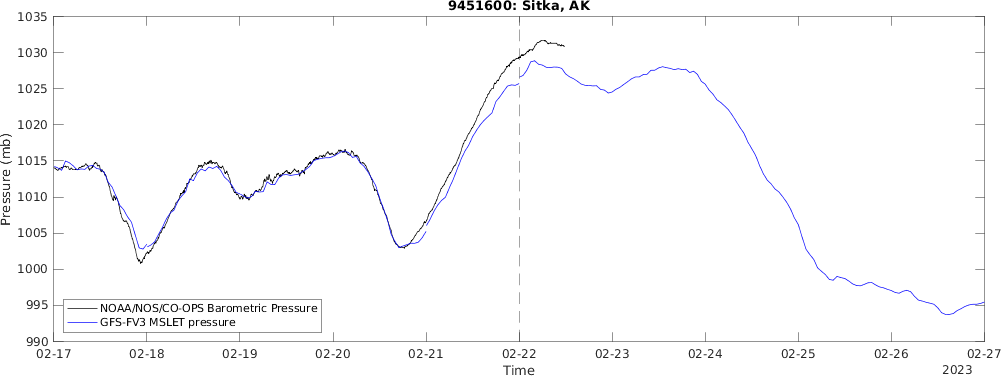 9451600: Sitka, AK
Pressure (mb)
1035
1030
1025
1020
1015
1010
1005
1000
995
990
NOAA/NOS/CO-OPS Barometric Pressure
GFS-FV3 MSLET pressure
02-17 02-18 02-19 02-20 02-21 02-22 02-23 02-24 02-25 02-26 02-27
Time
2023